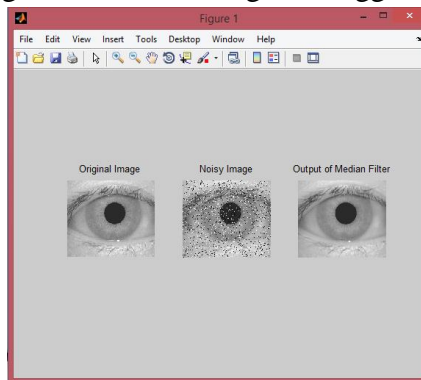 Figure 1
File Edit View Insert Tools Desktop Window Help
Original Image Noisy Image Output of Median Filter